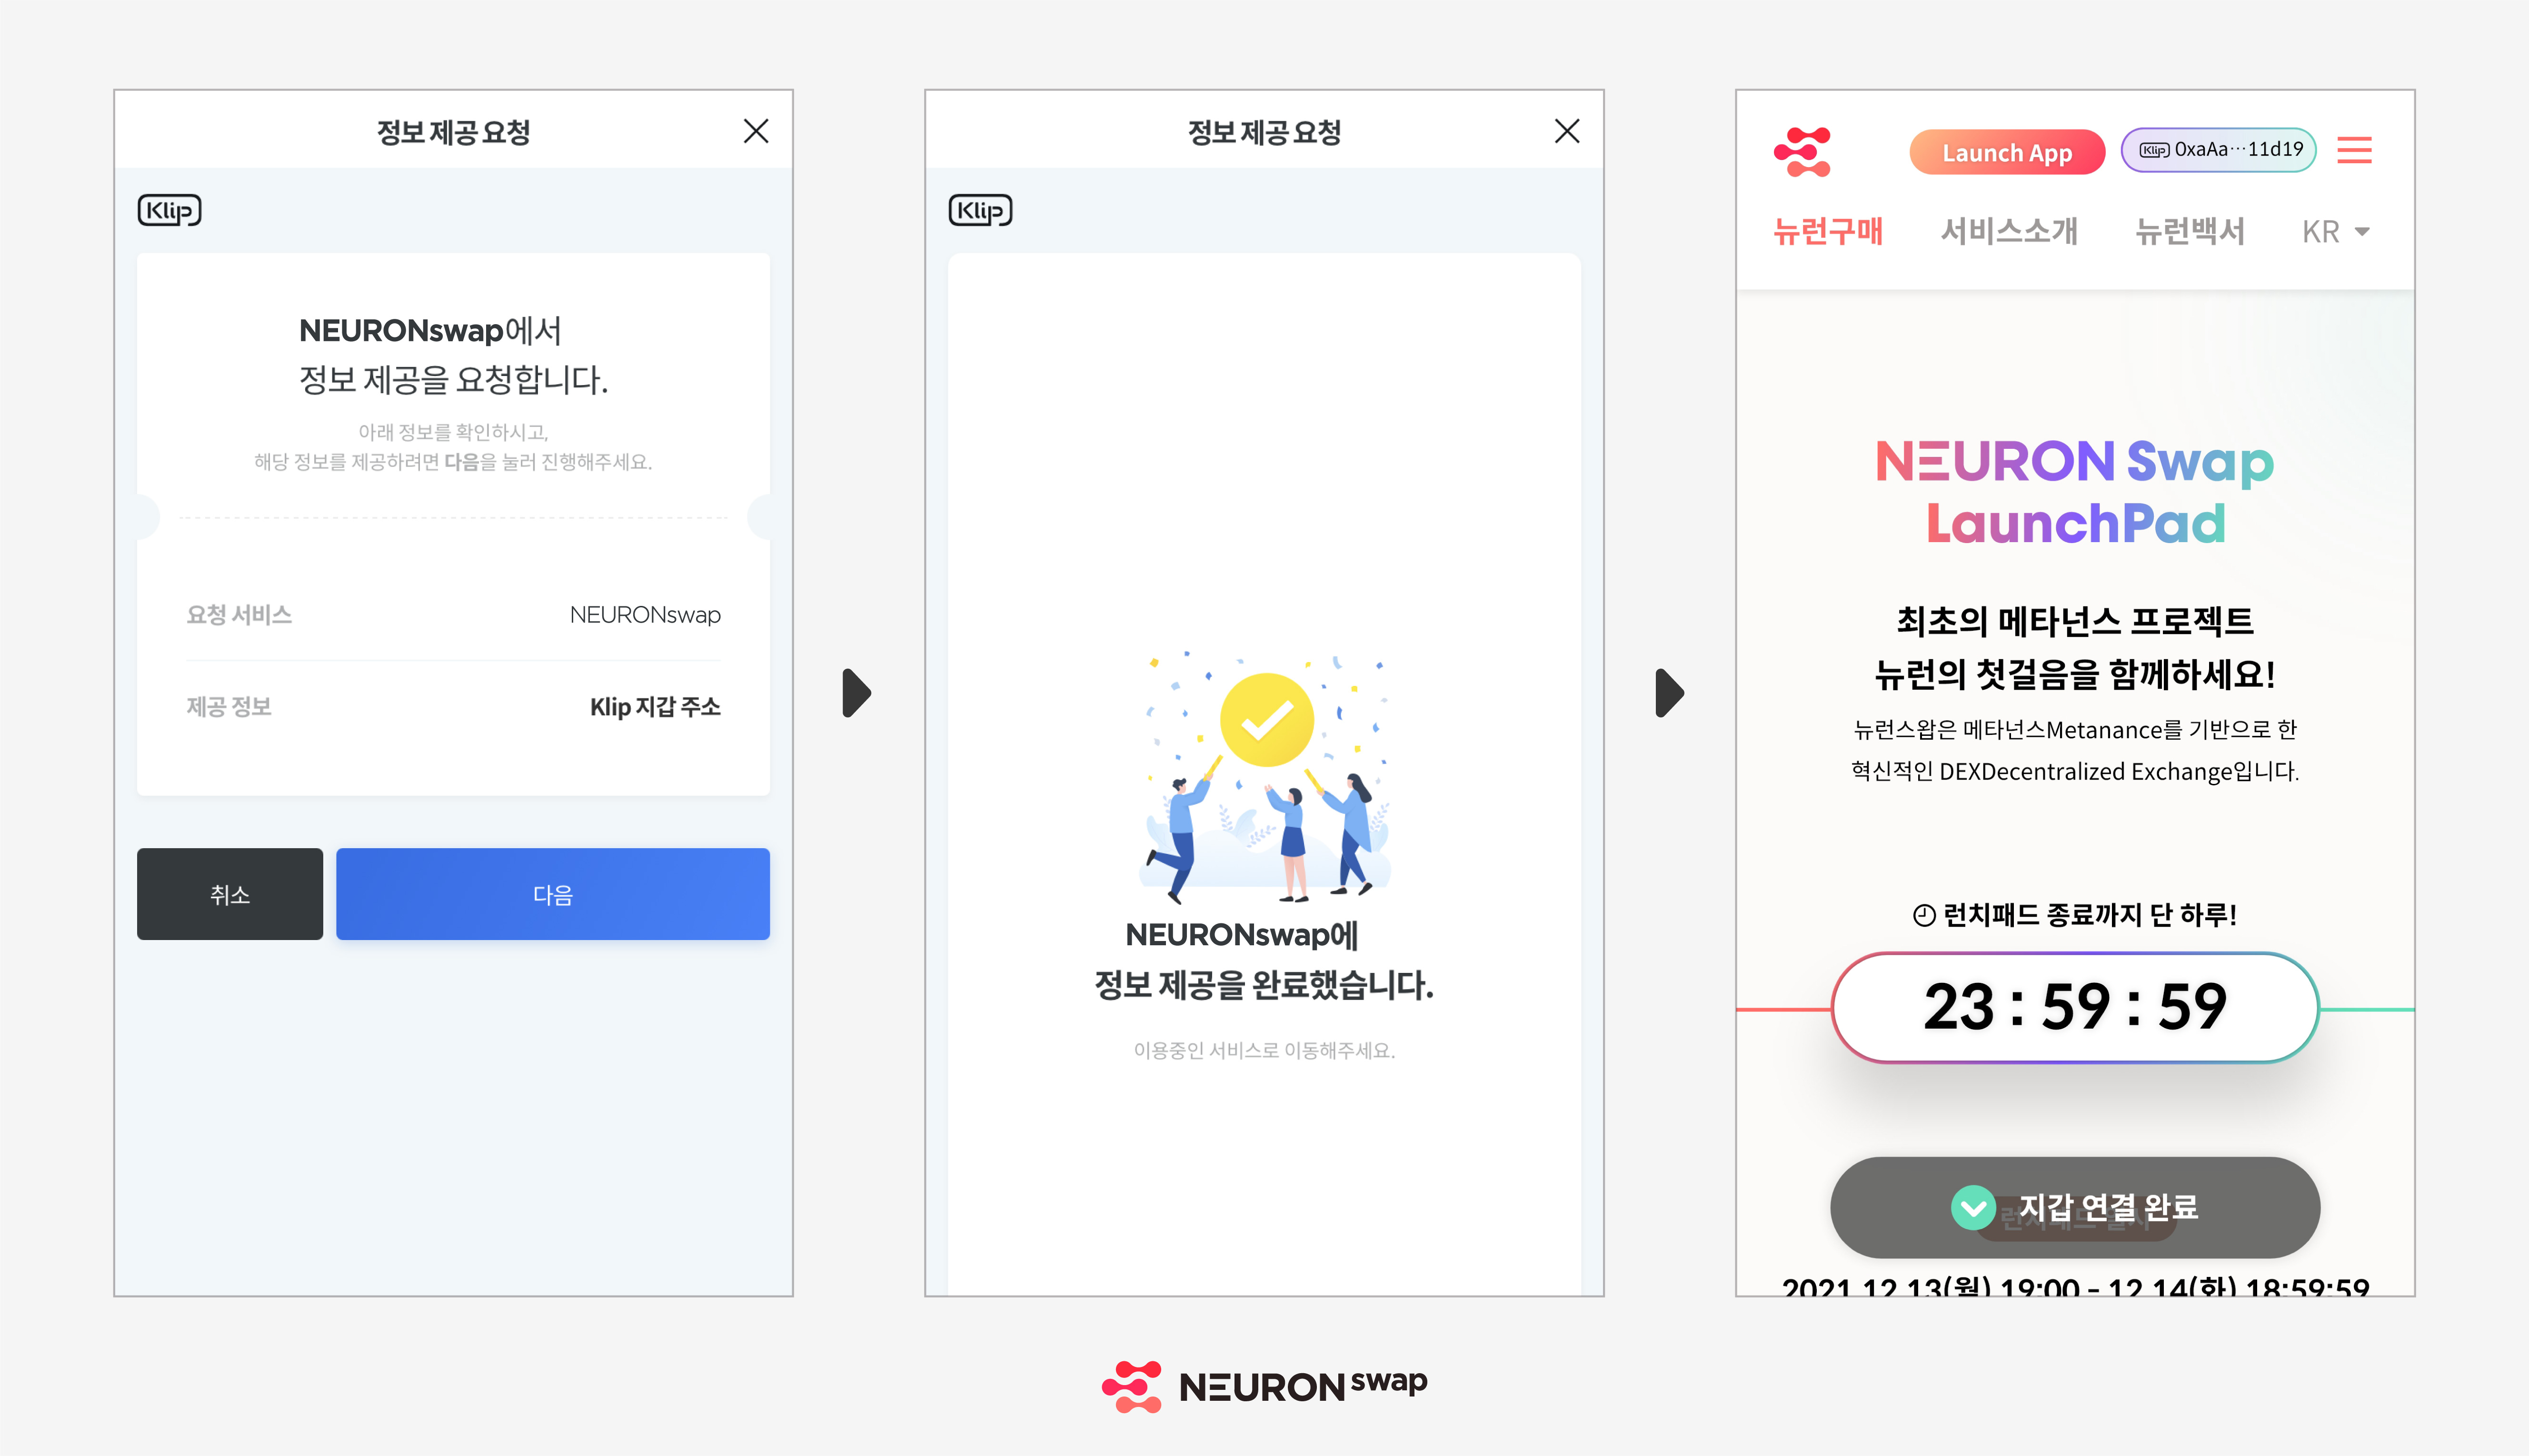 정보 제공 요청
Klip
NEURONswap에서
정보 제공을 요청합니다.
아래 정보를 확인하시고,
해당 정보를 제공하려면 다음을 눌러 진행해주세요.
요청 서비스 NEURONswap
제공 정보 Klip 지갑 주소
취소 다음
정보 제공 요청
Klip
NEURONswap에
정보 제공을 완료했습니다.
이용중인 서비스로 이동해주세요.
Launch App Klip 0xaAa···11d19
뉴런구매 서비스소개 뉴런백서 KR
NEURON Swap
LaunchPad
최초의 메타넌스 프로젝트
뉴런의 첫걸음을 함께하세요!
뉴런스왑은 메타넌스Metanance를 기반으로 한
혁신적인 DEXDecentralized Exchange입니다.
런치패드 종료까지 단 하루!
23 : 59 : 59
지갑 연결 완료
2021.12.13(월) 19:00 - 12.14(화) 18:59:59
NEURON swap